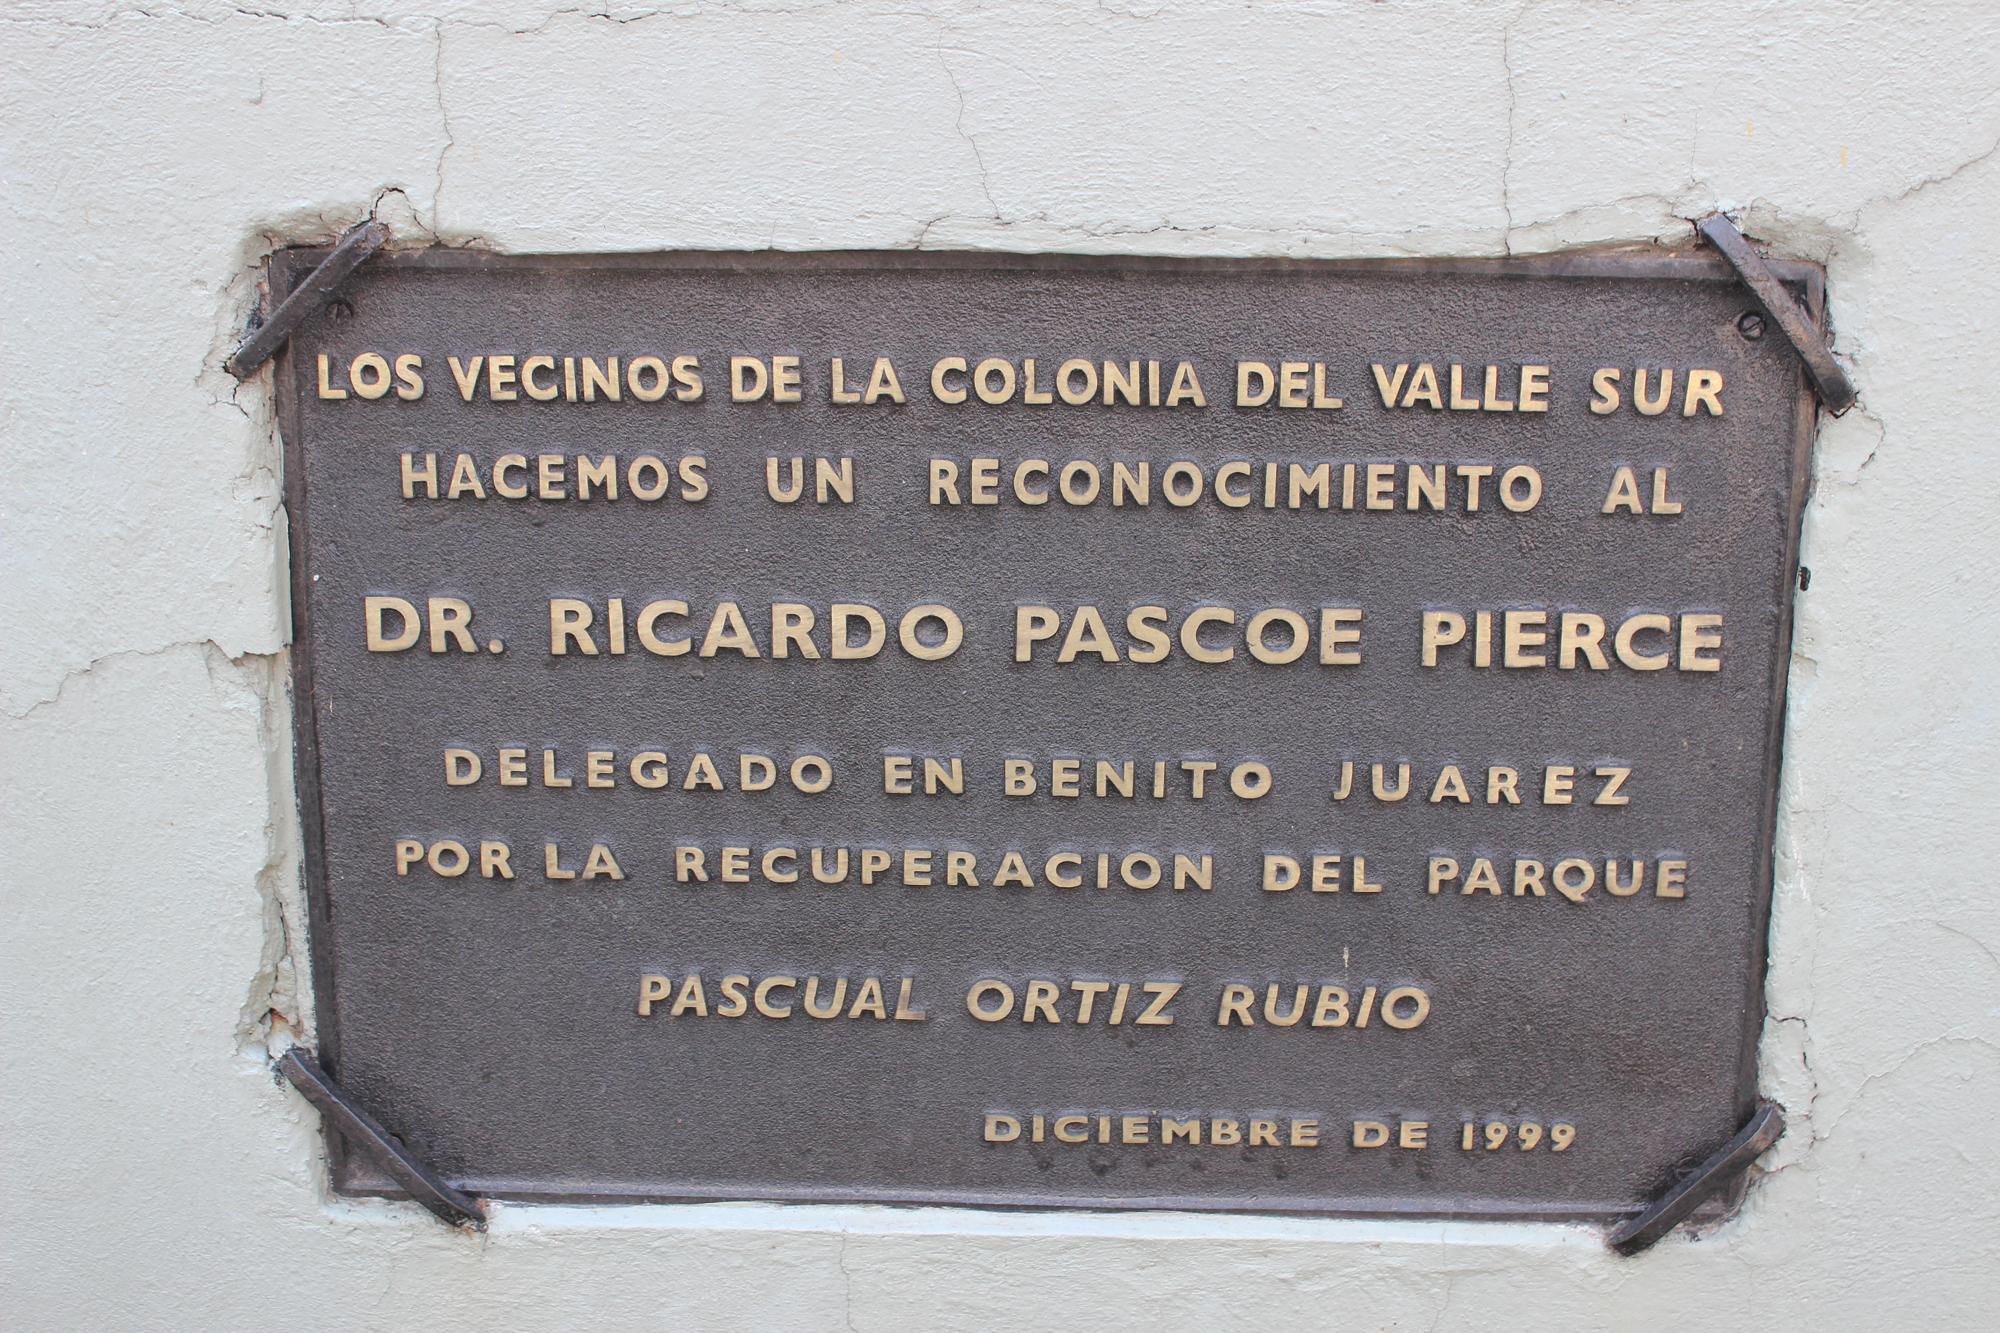 LOS VECINOS DE LA COLONIA DEL VALLE SUR
HACEMOS UN RECONOCIMIENTO AL
DR. RICARDO PASCOE PIERCE
DELEGADO EN BENITO JUAREZ
POR LA RECUPERACION DEL PARQUE
PASCUAL ORTIZ RUBIO
DICIEMBRE DE 1999